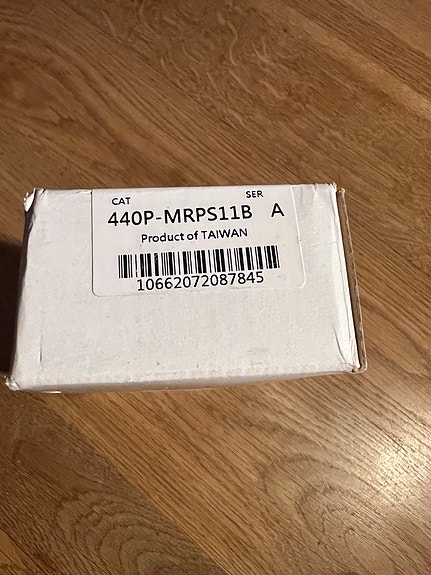 CAT SER
440P-MRPS11B A
Product of TAIWAN
10662072087845